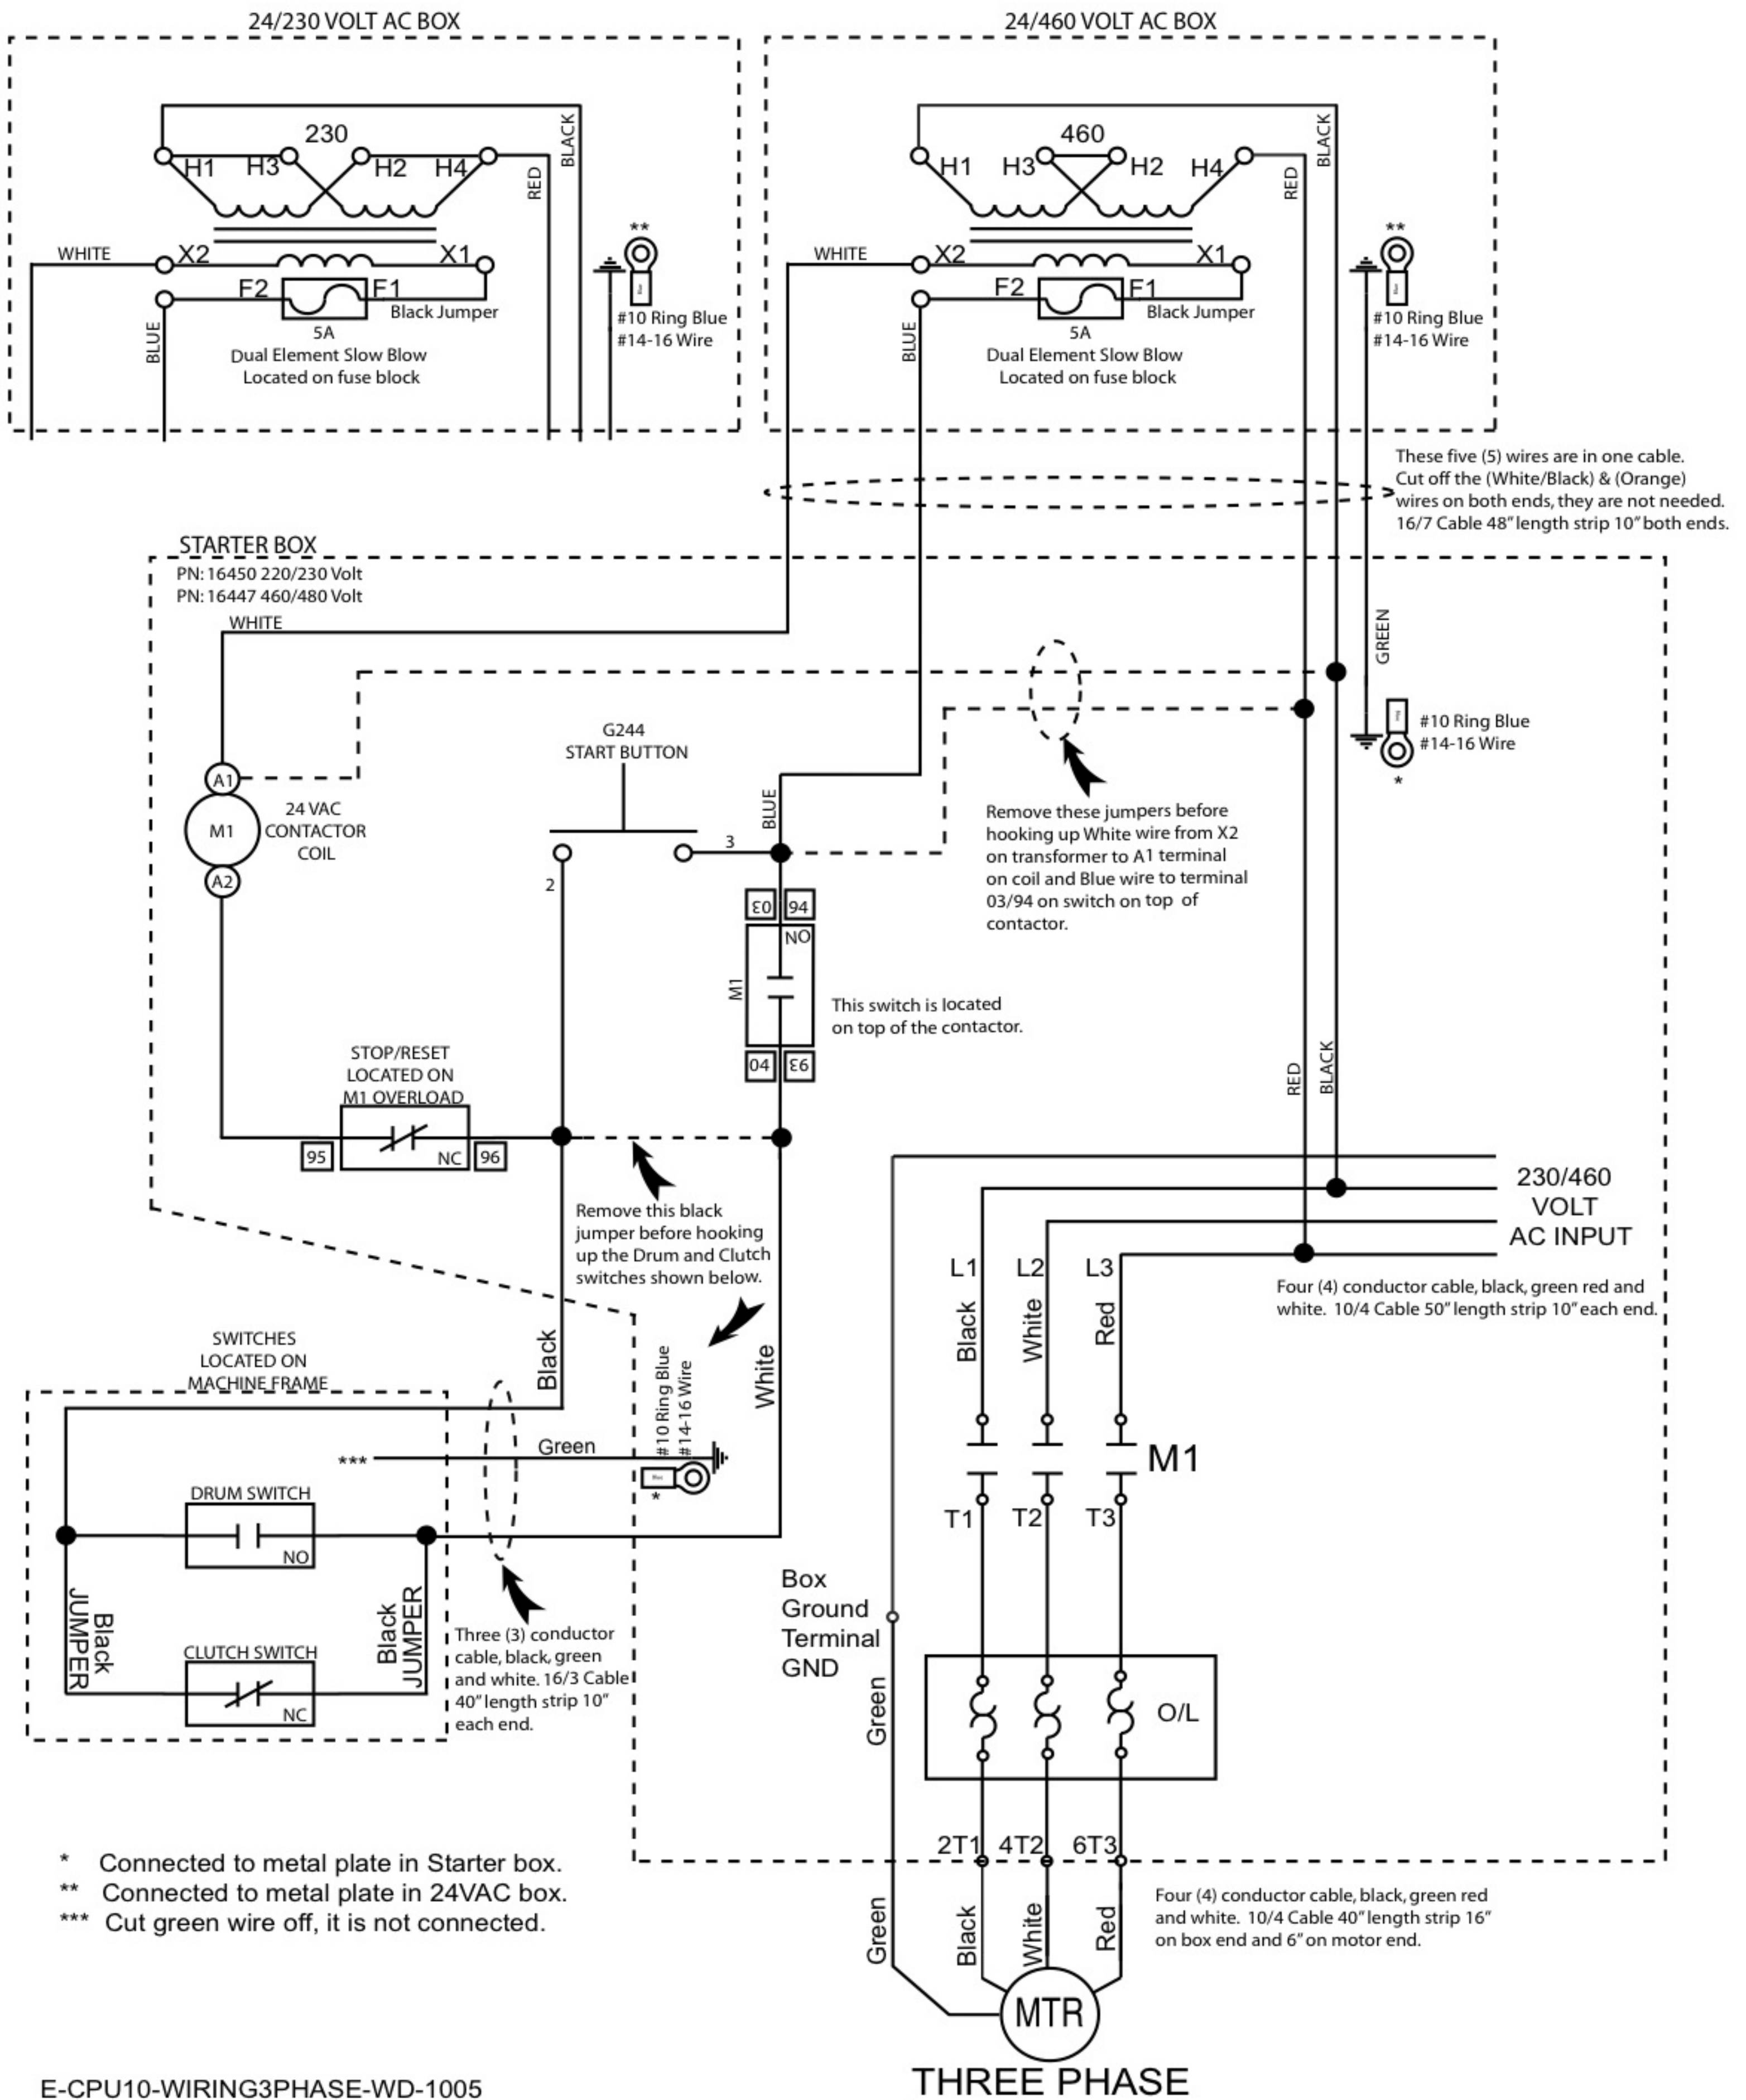 24/230 VOLT AC BOX
230
H1
H3
H2
H4
RED
BLACK
WHITE
X2
X1
F2
F1
BLUE
Black Jumper
5A
Dual Element Slow Blow
Located on fuse block
**
#10 Ring Blue
#14-16 Wire
24/460 VOLT AC BOX
460
H1
H3
H2
H4
RED
BLACK
WHITE
X2
X1
F2
F1
BLUE
Black Jumper
5A
Dual Element Slow Blow
Located on fuse block
**
#10 Ring Blue
#14-16 Wire
These five (5) wires are in one cable.
Cut off the (White/Black) & (Orange)
wires on both ends, they are not needed.
16/7 Cable 48" length strip 10" both ends.
STARTER BOX
PN: 16450 220/230 Volt
PN: 16447 460/480 Volt
WHITE
GREEN
#10 Ring Blue
#14-16 Wire
*
G244
START BUTTON
A1
M1
A2
24 VAC
CONTACTOR
COIL
BLUE
3
2
Remove these jumpers before
hooking up White wire from X2
on transformer to A1 terminal
on coil and Blue wire to terminal
03/94 on switch on top of
contactor.
03
94
NO
M1
This switch is located
on top of the contactor.
04
93
STOP/RESET
LOCATED ON
M1 OVERLOAD
95
NC
96
RED
BLACK
Remove this black
jumper before hooking
up the Drum and Clutch
switches shown below.
230/460
VOLT
AC INPUT
L1
L2
L3
Black
White
Red
Four (4) conductor cable, black, green red and
white. 10/4 Cable 50" length strip 10" each end.
SWITCHES
LOCATED ON
MACHINE FRAME
Black
White
#10 Ring Blue
#14-16 Wire
***
Green
*
DRUM SWITCH
NO
Black
JUMPER
Black
JUMPER
CLUTCH SWITCH
NC
Three (3) conductor
cable, black, green
and white. 16/3 Cable
40" length strip 10"
each end.
M1
T1
T2
T3
Box
Ground
Terminal
GND
Green
O/L
2T1
4T2
6T3
* Connected to metal plate in Starter box.
** Connected to metal plate in 24VAC box.
*** Cut green wire off, it is not connected.
Green
Black
White
Red
Four (4) conductor cable, black, green red
and white. 10/4 Cable 40" length strip 16"
on box end and 6" on motor end.
MTR
THREE PHASE
E-CPU10-WIRING3PHASE-WD-1005